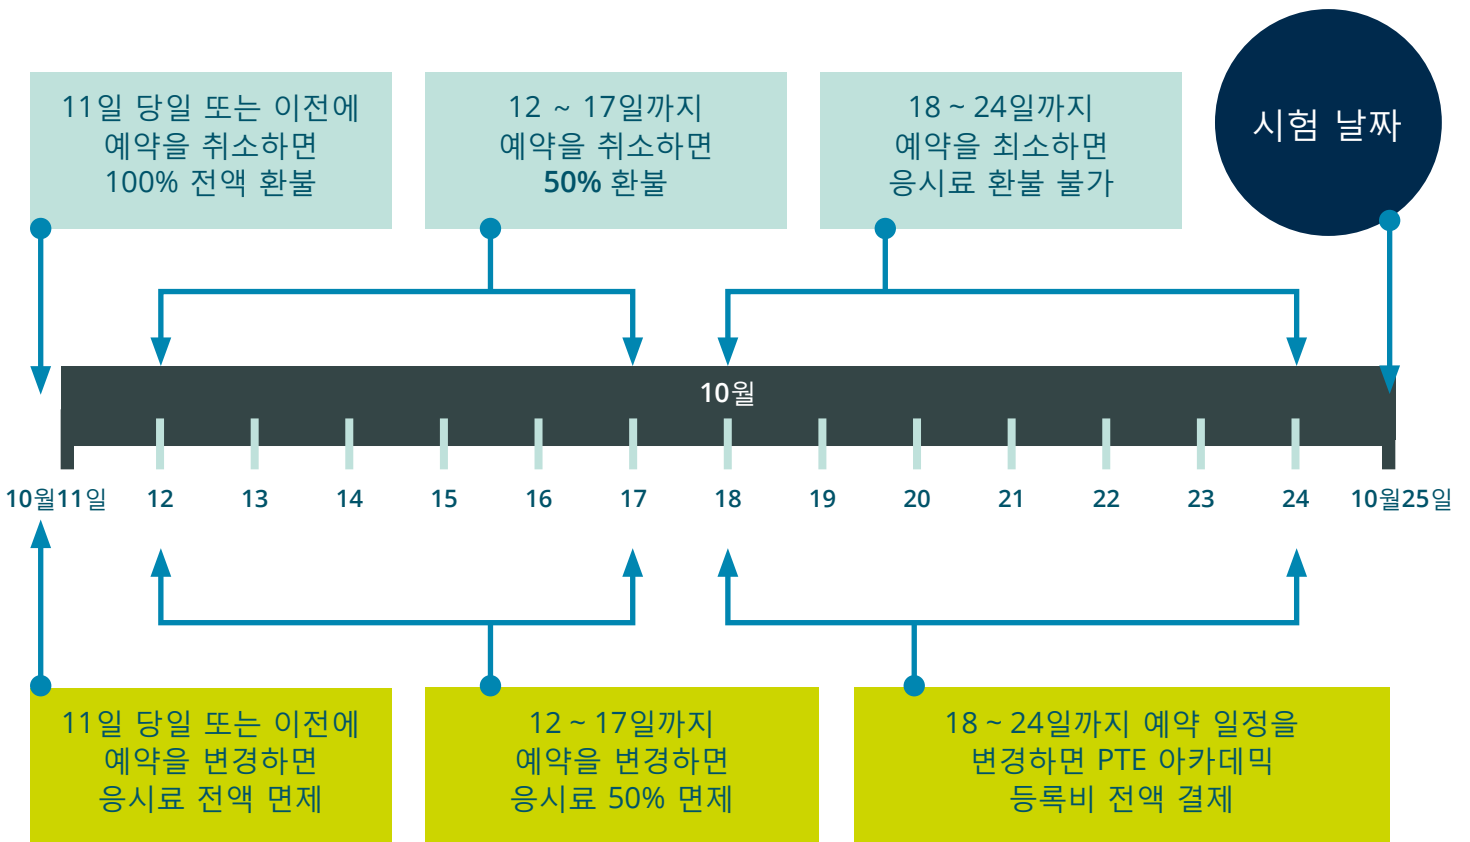 11일 당일 또는 이전에
예약을 취소하면
100% 전액 환불
12 ~ 17일까지
예약을 취소하면
50% 환불
18 ~ 24일까지
예약을 최소하면
응시료 환불 불가
시험 날짜
10월
10월11일 12 13 14 15 16 17 18 19 20 21 22 23 24 10월25일
11일 당일 또는 이전에
예약을 변경하면
응시료 전액 면제
12 ~ 17일까지
예약을 변경하면
응시료 50% 면제
18 ~ 24일까지 예약 일정을
변경하면 PTE 아카데믹
등록비 전액 결제